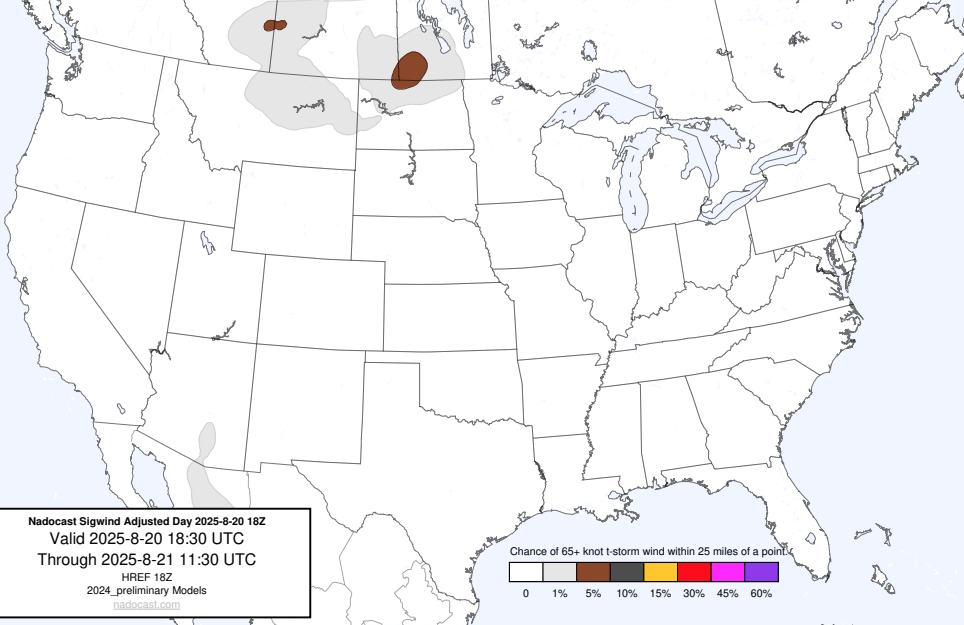 Nadocast Sigwind Adjusted Day 2025-8-20 18Z
Valid 2025-8-20 18:30 UTC
Through 2025-8-21 11:30 UTC
HREF 18Z
2024_preliminary Models
nadocast.com
Chance of 65+ knot t-storm wind within 25 miles of a point.
0 1% 5% 10% 15% 30% 45% 60%